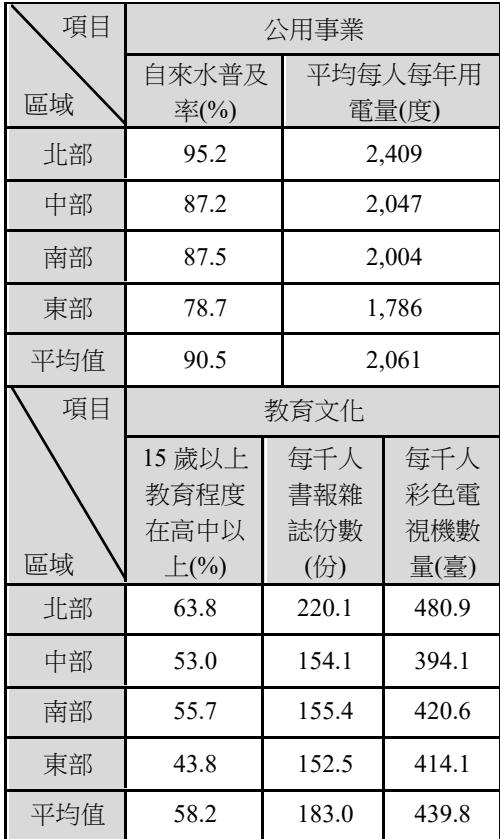 項目 公用事業
區域 自來水普及 平均每人每年用
率(%) 電量(度)
北部 95.2 2,409
中部 87.2 2,047
南部 87.5 2,004
東部 78.7 1,786
平均值 90.5 2,061
項目 教育文化
15 歲以上 每千人 每千人
教育程度 書報雜 彩色電
在高中以 誌份數 視機數
區域 上(%) (份) 量(臺)
北部 63.8 220.1 480.9
中部 53.0 154.1 394.1
南部 55.7 155.4 420.6
東部 43.8 152.5 414.1
平均值 58.2 183.0 439.8